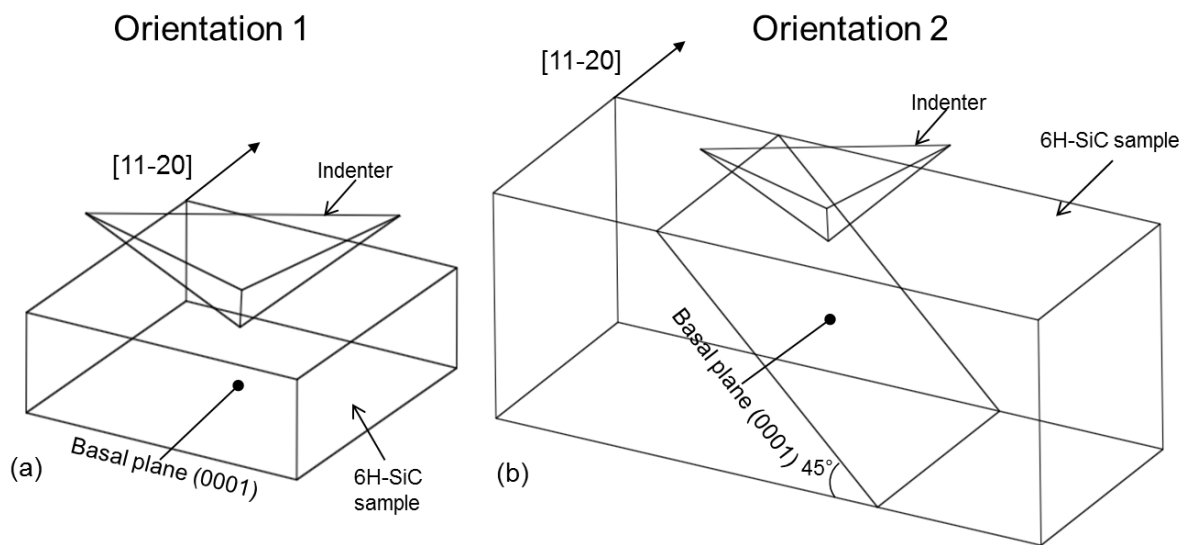 Orientation 1
Orientation 2
[11-20]
Indenter
6H-SiC sample
[11-20]
Indenter
Basal plane (0001)
6H-SiC
sample
(a)
Basal plane (0001)
45°
(b)